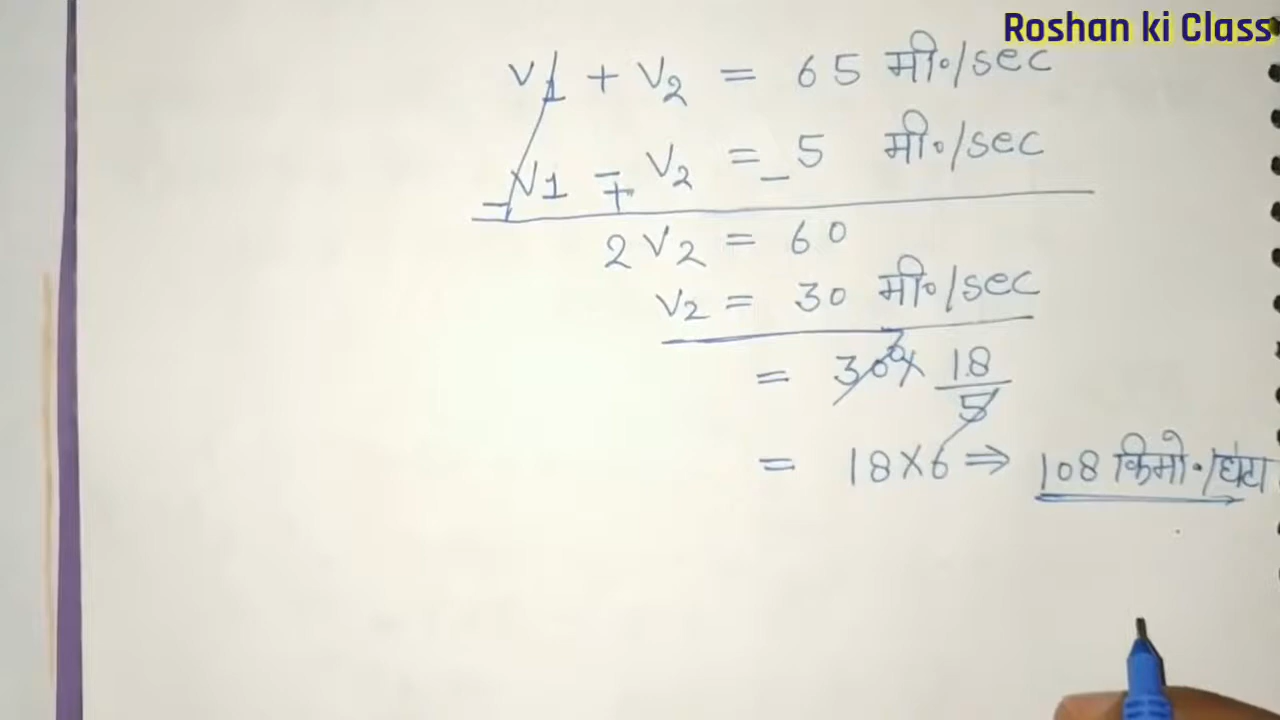 Roshan ki Class
V1 + V2 = 65 मी०/sec
V1 - V2 = 5 मी०/sec
- + -
2V2 = 60
V2 = 30 मी०/sec
= 30 6 × 18/5
= 18×6 ⇒ 108 किमी०/घंटा